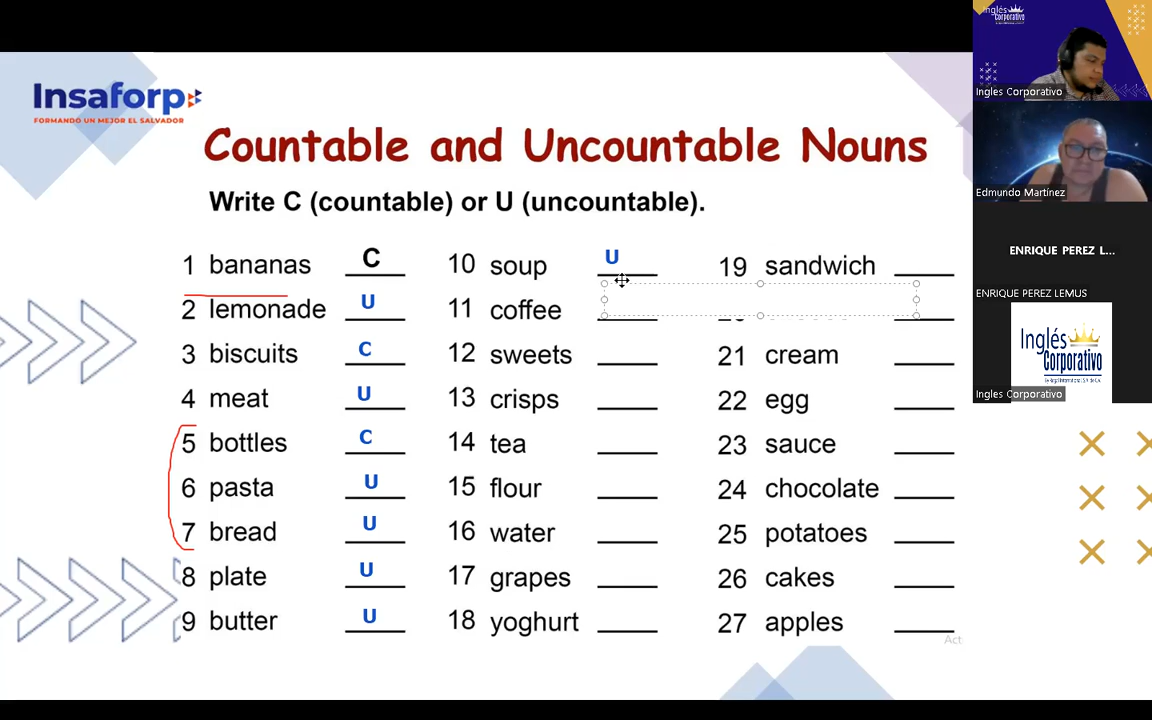 Insaforp
FORMANDO UN MEJOR EL SALVADOR
Countable and Uncountable Nouns
Write C (countable) or U (uncountable).
1 bananas C
2 lemonade U
3 biscuits C
4 meat U
5 bottles C
6 pasta U
7 bread U
8 plate U
9 butter U
10 soup U
11 coffee
12 sweets
13 crisps
14 tea
15 flour
16 water
17 grapes
18 yoghurt
19 sandwich
21 cream
22 egg
23 sauce
24 chocolate
25 potatoes
26 cakes
27 apples
Act
Inglés
Corporativo
Ingles Corporativo
Edmundo Martínez
ENRIQUE PEREZ L...
ENRIQUE PEREZ LEMUS
Inglés
Corporativo
Ingles Corporativo